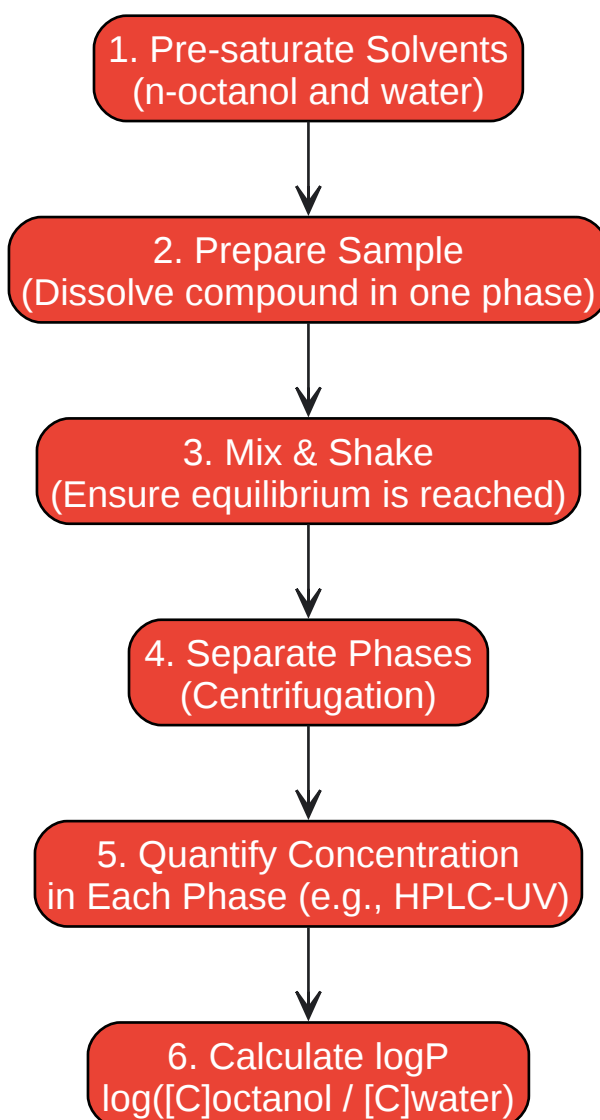 1. Pre-saturate Solvents
(n-octanol and water)
2. Prepare Sample
(Dissolve compound in one phase)
3. Mix & Shake
(Ensure equilibrium is reached)
4. Separate Phases
(Centrifugation)
5. Quantify Concentration
in Each Phase (e.g., HPLC-UV)
6. Calculate logP
log([C]octanol / [C]water)